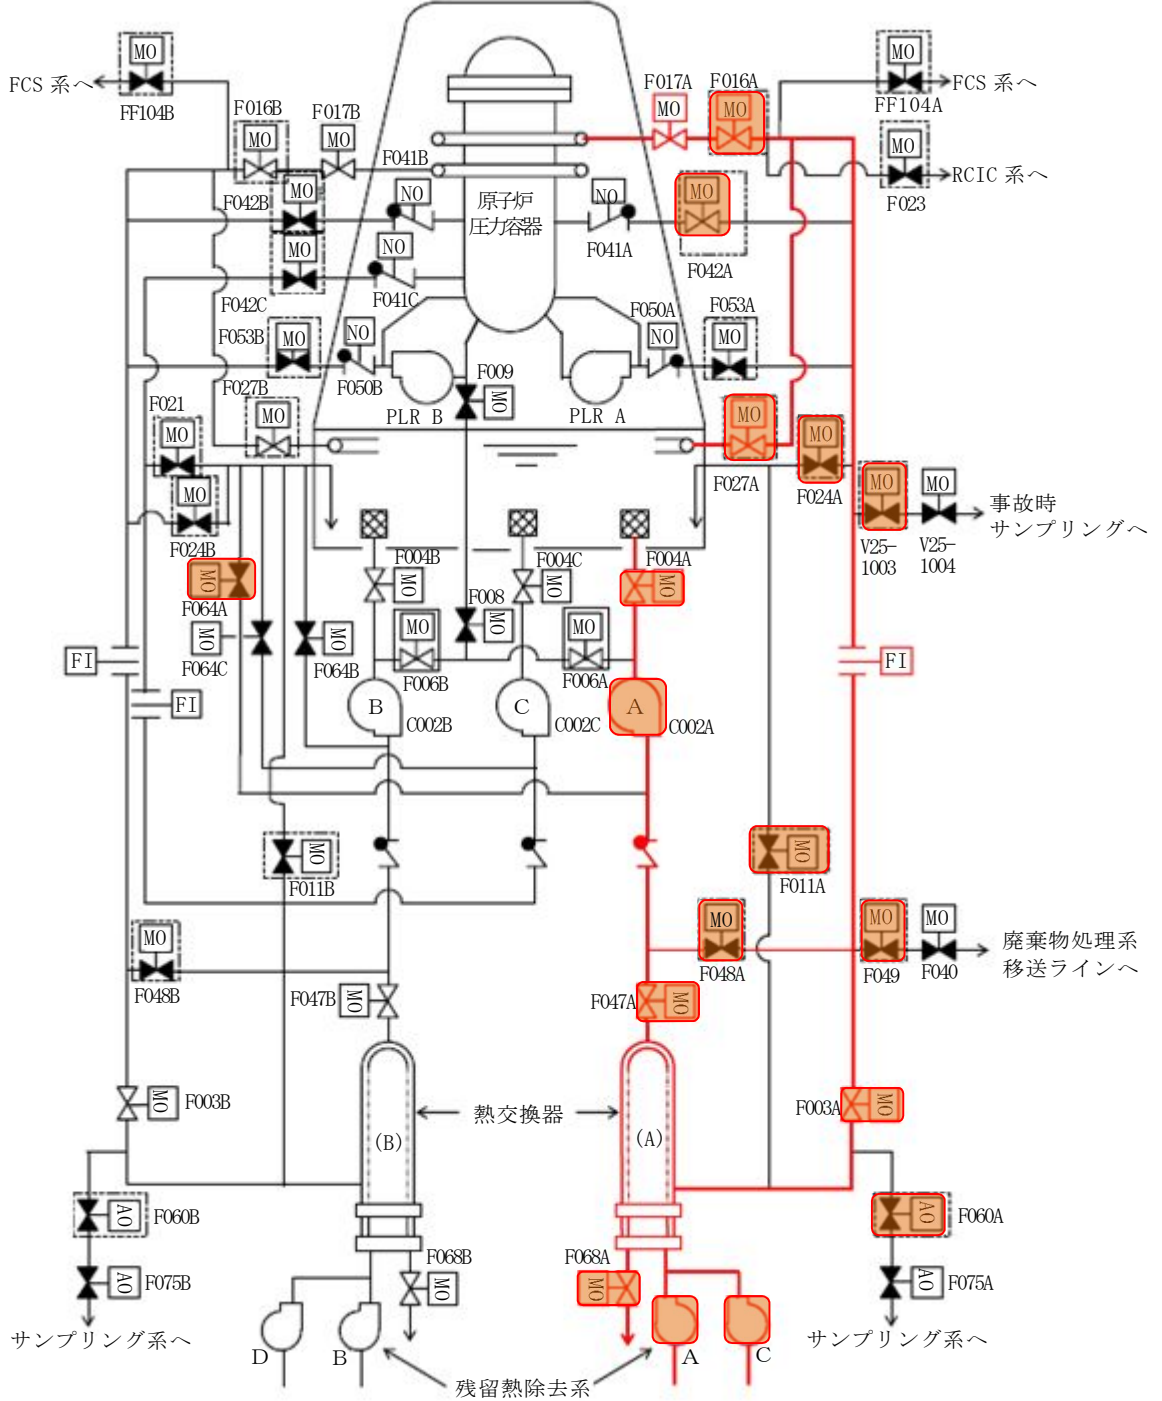 MO
MO
FCS 系へ
FCS 系へ
FF104B
FF104A
F017A
F016A
MO
MO
F016B
F017B
MO
MO
MO
RCIC 系へ
F023
F041B
F042B
MO
NO
原子炉
圧力容器
NO
MO
F041A
F042A
NO
MO
F042C
F041C
F053B
MO
NO
F050B
F050A
F053A
NO
MO
F027B
MO
F009
MO
PLR B
PLR A
F021
MO
MO
F027A
MO
F024A
MO
F024B
MO
MO
V25-
1003
V25-
1004
事故時
サンプリングへ
F004B
MO
F004C
MO
F004A
MO
MO
F064A
MO
F064C
MO
F064B
F008
MO
MO
F006B
MO
F006A
FI
FI
FI
B
C002B
C
C002C
A
C002A
MO
F011B
MO
F011A
MO
F048B
MO
F048A
MO
F049
MO
F040
廃棄物処理系
移送ラインへ
F047B
MO
F047A
MO
MO
F003B
熱交換器
(B)
(A)
F003A
MO
AO
F060B
AO
F060A
AO
F075B
AO
F075A
F068B
MO
F068A
MO
サンプリング系へ
サンプリング系へ
D
B
A
C
残留熱除去系